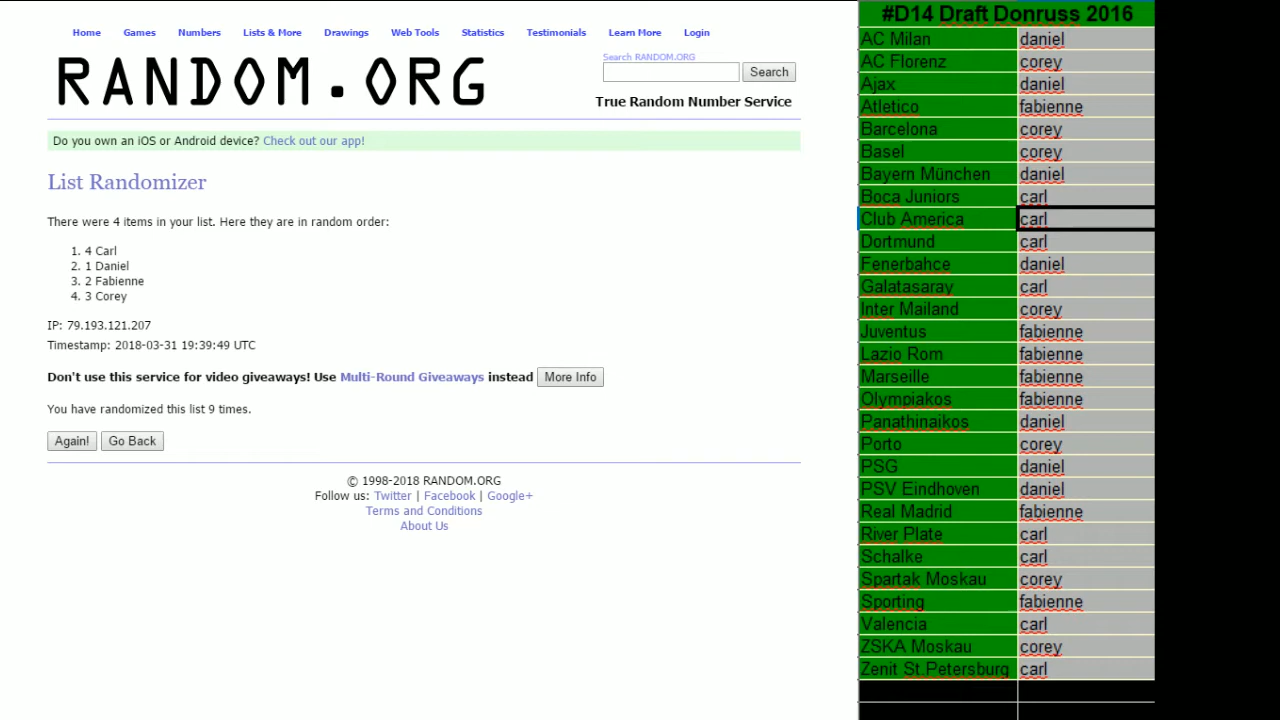 Home Games Numbers Lists & More Drawings Web Tools Statistics Testimonials Learn More Login
RANDOM.ORG
Search RANDOM.ORG
Search
True Random Number Service
Do you own an iOS or Android device? Check out our app!
List Randomizer
There were 4 items in your list. Here they are in random order:
1. 4 Carl
2. 1 Daniel
3. 2 Fabienne
4. 3 Corey
IP: 79.193.121.207
Timestamp: 2018-03-31 19:39:49 UTC
Don't use this service for video giveaways! Use Multi-Round Giveaways instead More Info
You have randomized this list 9 times.
Again! Go Back
© 1998-2018 RANDOM.ORG
Follow us: Twitter | Facebook | Google+
Terms and Conditions
About Us
#D14 Draft Donruss 2016
AC Milan daniel
AC Florenz corey
Ajax daniel
Atletico fabienne
Barcelona corey
Basel corey
Bayern München daniel
Boca Juniors carl
Club America carl
Dortmund carl
Fenerbahce daniel
Galatasaray carl
Inter Mailand corey
Juventus fabienne
Lazio Rom fabienne
Marseille fabienne
Olympiakos fabienne
Panathinaikos daniel
Porto corey
PSG daniel
PSV Eindhoven daniel
Real Madrid fabienne
River Plate carl
Schalke carl
Spartak Moskau corey
Sporting fabienne
Valencia carl
ZSKA Moskau corey
Zenit St.Petersburg carl